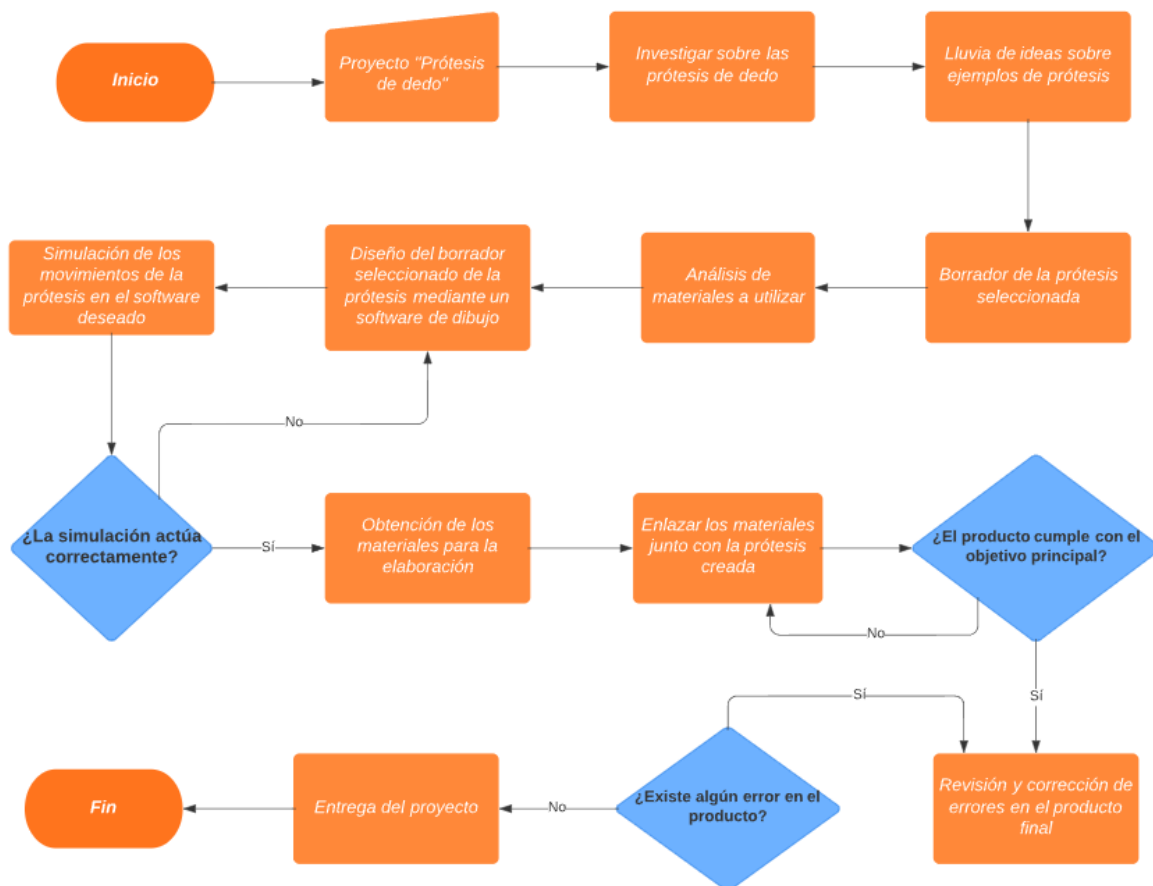 Inicio
Proyecto "Prótesis
de dedo"
Investigar sobre las
prótesis de dedo
Lluvia de ideas sobre
ejemplos de prótesis
Simulación de los
movimientos de la
prótesis en el software
deseado
Diseño del borrador
seleccionado de la
prótesis mediante un
software de dibujo
Análisis de
materiales a utilizar
Borrador de la prótesis
seleccionada
No
¿La simulación actúa
correctamente?
Sí
Obtención de los
materiales para la
elaboración
Enlazar los materiales
junto con la prótesis
creada
¿El producto cumple con el
objetivo principal?
No
Sí
Sí
Fin
Entrega del proyecto
No
¿Existe algún error en el
producto?
Revisión y corrección de
errores en el producto
final